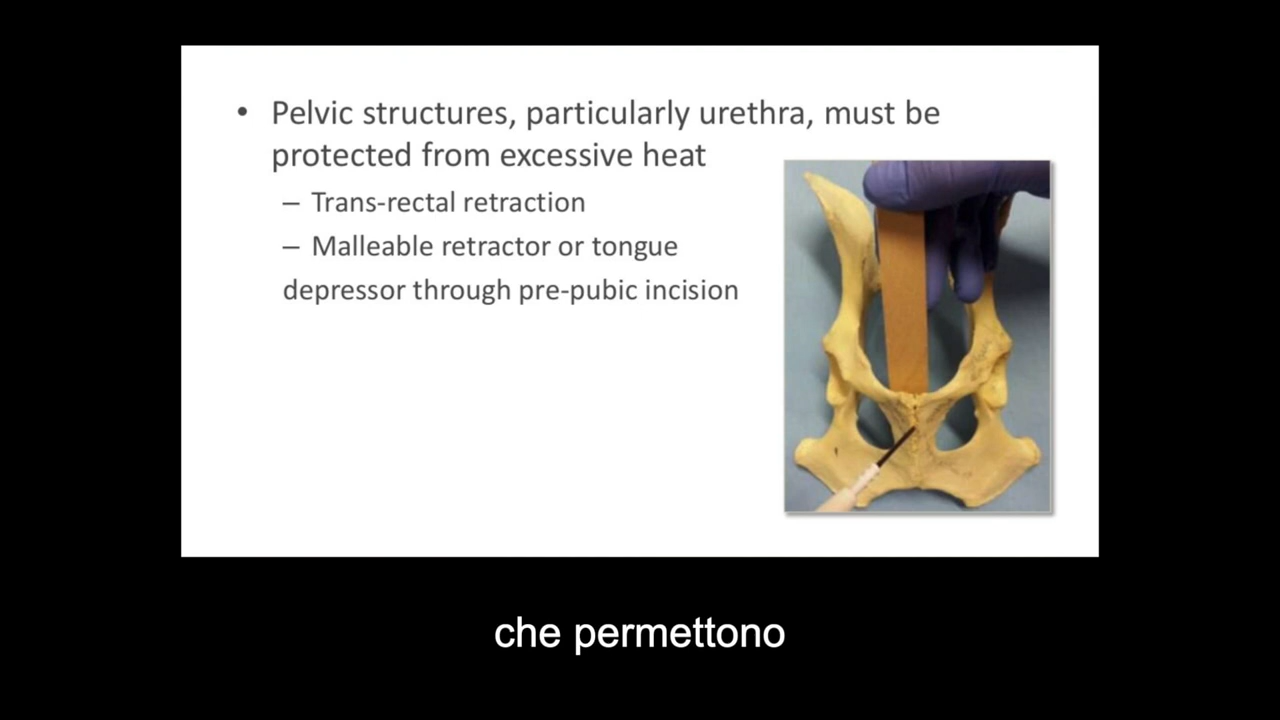 • Pelvic structures, particularly urethra, must be
protected from excessive heat
– Trans-rectal retraction
– Malleable retractor or tongue
depressor through pre-pubic incision
che permettono